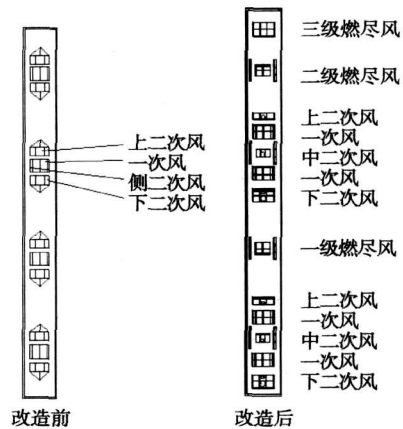 上二次风
一次风
侧二次风
下二次风
改造前
三级燃尽风
二级燃尽风
上二次风
一次风
中二次风
一次风
下二次风
一级燃尽风
上二次风
一次风
中二次风
一次风
下二次风
改造后